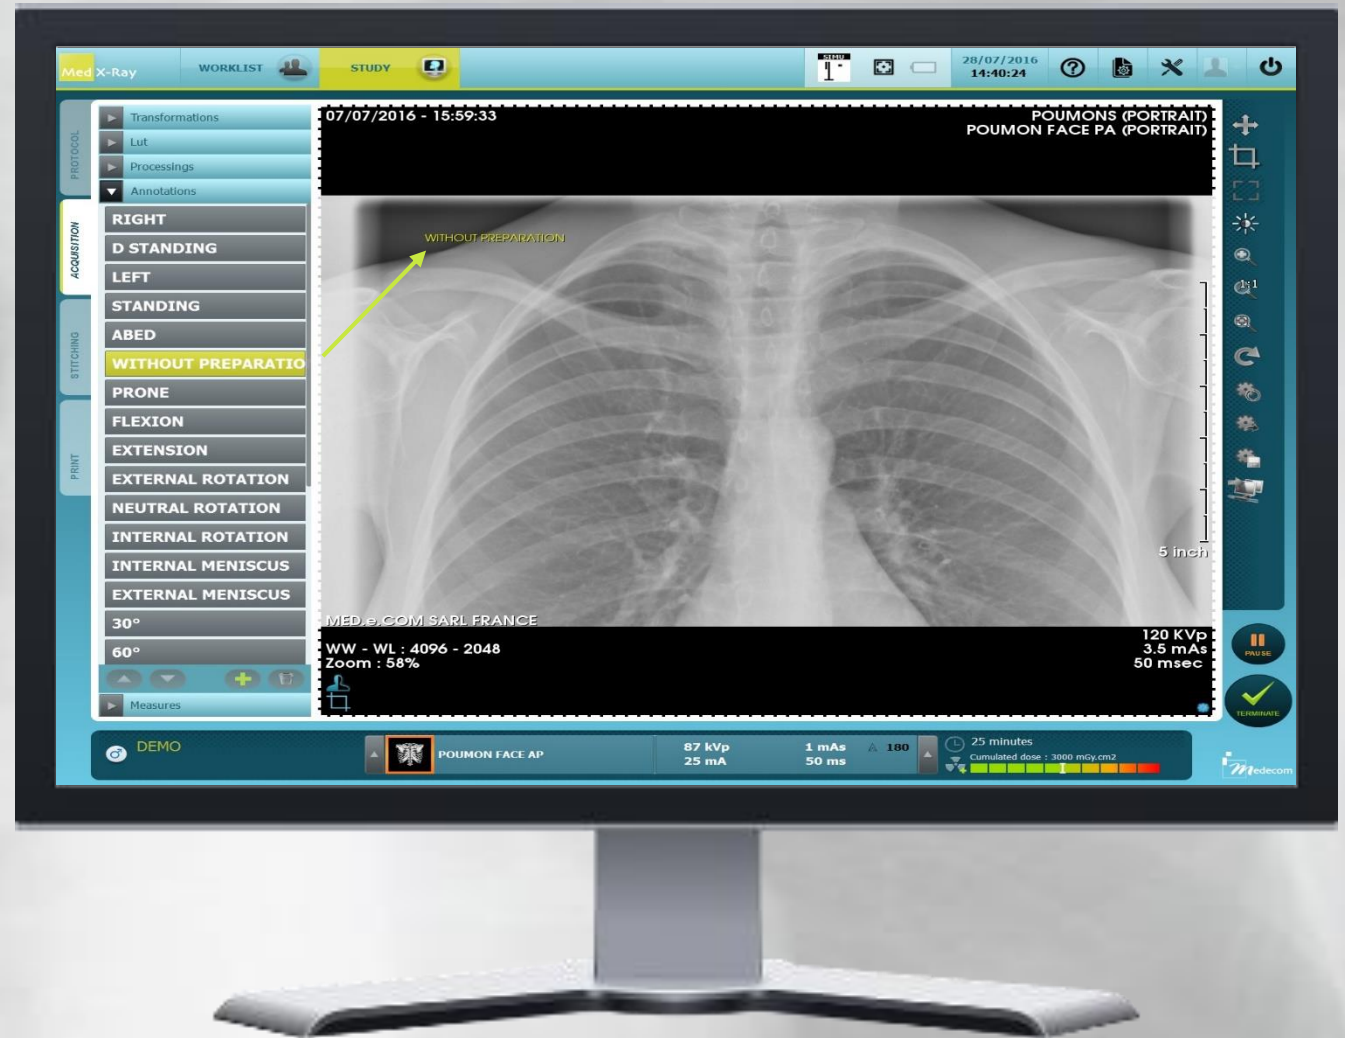 Med X-Ray
WORKLIST
STUDY
28/07/2016
14:40:24
PROTOCOL
ACQUISITION
STITCHING
PRINT
Transformations
Lut
Processings
Annotations
RIGHT
D STANDING
LEFT
STANDING
ABED
WITHOUT PREPARATIO
PRONE
FLEXION
EXTENSION
EXTERNAL ROTATION
NEUTRAL ROTATION
INTERNAL ROTATION
INTERNAL MENISCUS
EXTERNAL MENISCUS
30°
60°
Measures
07/07/2016 - 15:59:33
POUMONS (PORTRAIT)
POUMON FACE PA (PORTRAIT)
WITHOUT PREPARATION
5 inch
MED.e.COM SARL FRANCE
WW - WL : 4096 - 2048
Zoom : 58%
120 KVp
3.5 mAs
50 msec
1:1
PAUSE
TERMINATE
DEMO
POUMON FACE AP
87 kVp
25 mA
1 mAs
50 ms
180
25 minutes
Cumulated dose : 3000 mGy.cm2
Medecom